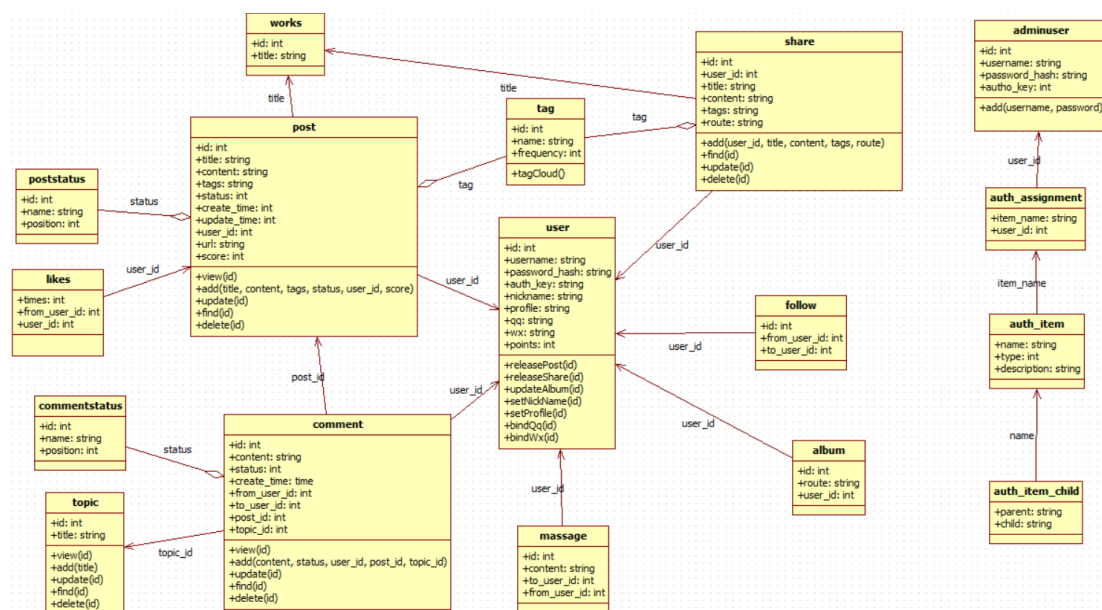 works
+id: int
+title: string
title
title
share
+id: int
+user_id: int
+title: string
+content: string
+tags: string
+route: string
+add(user_id, title, content, tags, route)
+find(id)
+update(id)
+delete(id)
adminuser
+id: int
+username: string
+password_hash: string
+autho_key: int
+add(username, password)
tag
+id: int
+name: string
+frequency: int
+tagCloud()
tag
tag
post
+id: int
+title: string
+content: string
+tags: string
+status: int
+create_time: int
+update_time: int
+user_id: int
+url: string
+score: int
+view(id)
+add(title, content, tags, status, user_id, score)
+update(id)
+find(id)
+delete(id)
poststatus
+id: int
+name: string
+position: int
status
likes
+times: int
+from_user_id: int
+user_id: int
user_id
user_id
user
+id: int
+username: string
+password_hash: string
+auth_key: string
+nickname: string
+profile: string
+qq: string
+wx: string
+points: int
+releasePost(id)
+releaseShare(id)
+updateAlbum(id)
+setNickName(id)
+setProfile(id)
+bindQq(id)
+bindWx(id)
user_id
user_id
auth_assignment
+item_name: string
+user_id: int
item_name
follow
+id: int
+from_user_id: int
+to_user_id: int
user_id
auth_item
+name: string
+type: int
+description: string
name
post_id
user_id
commentstatus
+id: int
+name: string
+position: int
status
comment
+id: int
+content: string
+status: int
+create_time: time
+from_user_id: int
+to_user_id: int
+post_id: int
+topic_id: int
+view(id)
+add(content, status, user_id, post_id, topic_id)
+update(id)
+find(id)
+delete(id)
user_id
album
+id: int
+route: string
+user_id: int
auth_item_child
+parent: string
+child: string
topic
+id: int
+title: string
+view(id)
+add(title)
+update(id)
+find(id)
+delete(id)
topic_id
user_id
massage
+id: int
+content: string
+to_user_id: int
+from_user_id: int